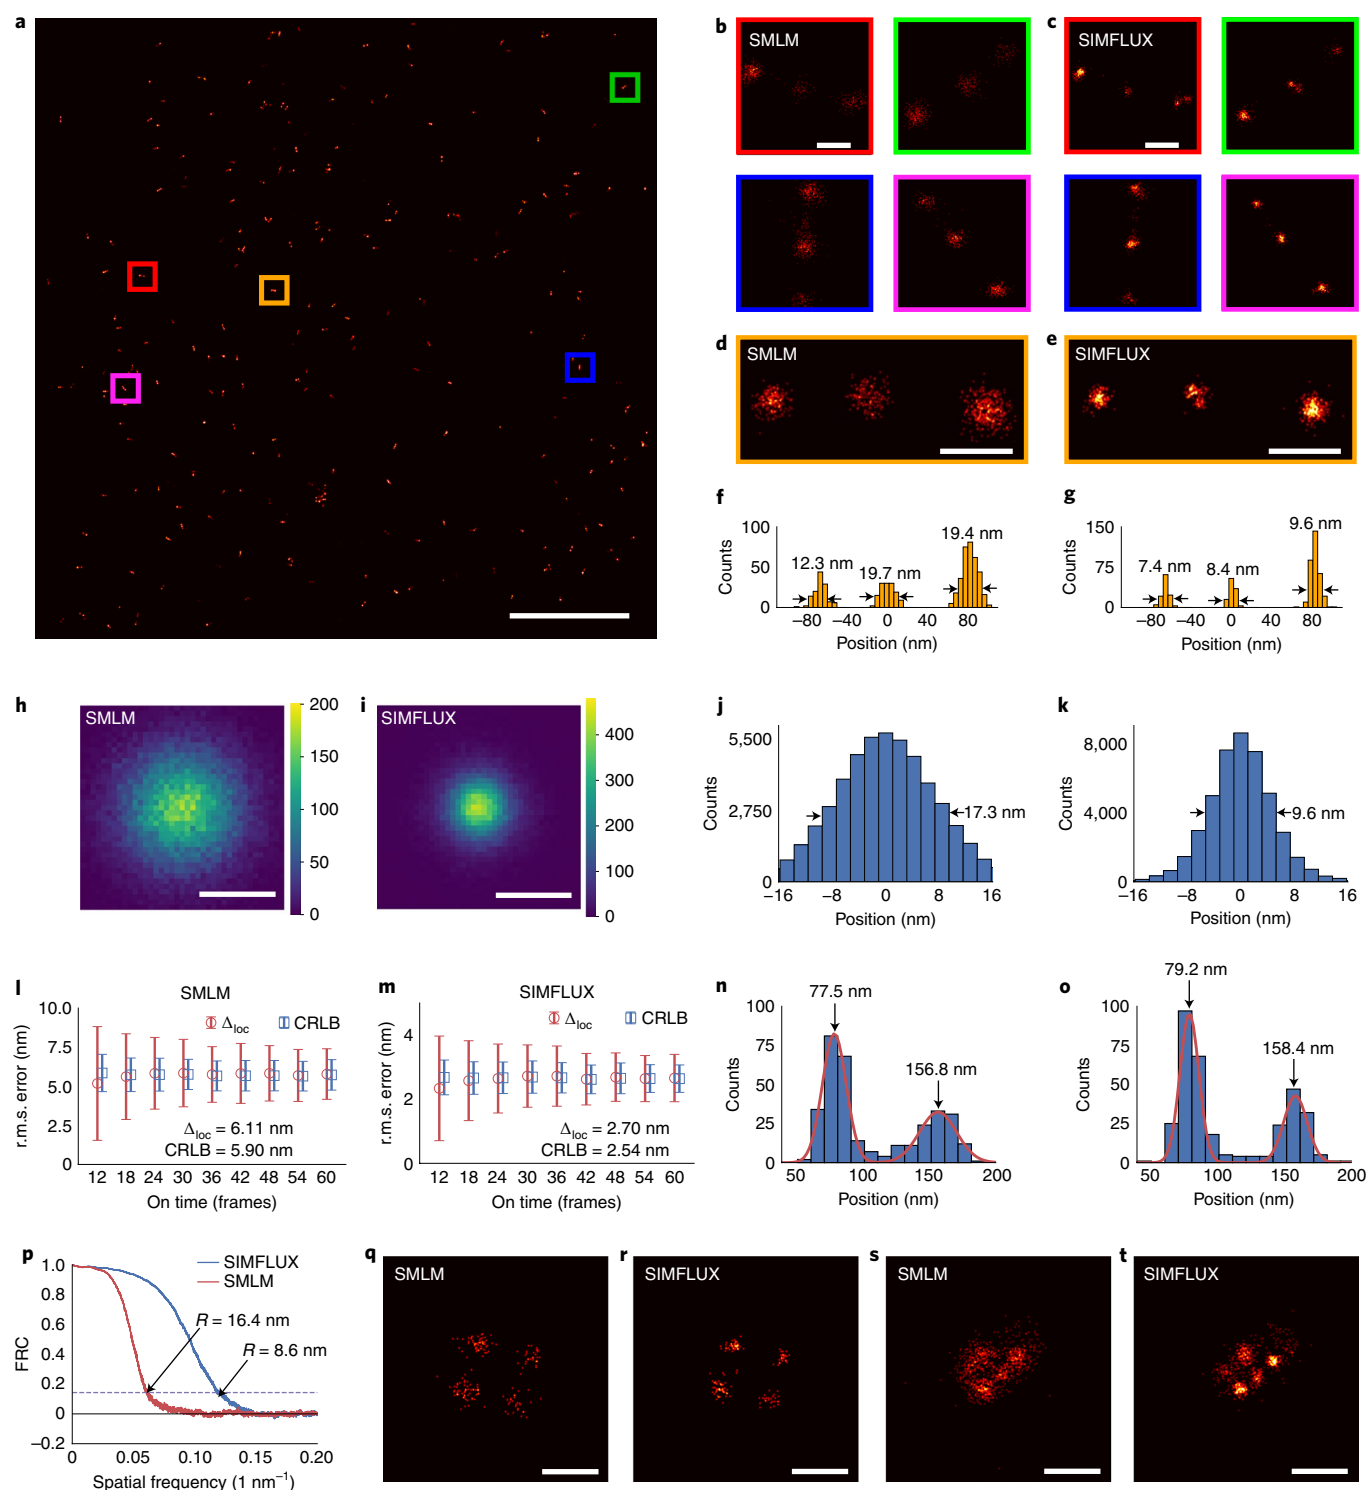 a
b
SMLM
c
SIMFLUX
d
SMLM
e
SIMFLUX
f
100
50
0
Counts
12.3 nm
19.7 nm
19.4 nm
−80
−40
0
40
80
Position (nm)
g
150
75
0
Counts
7.4 nm
8.4 nm
9.6 nm
−80
−40
0
40
80
Position (nm)
h
SMLM
200
150
100
50
0
i
SIMFLUX
400
300
200
100
0
j
5,500
2,750
0
Counts
17.3 nm
−16
−8
0
8
16
Position (nm)
k
8,000
4,000
0
Counts
9.6 nm
−16
−8
0
8
16
Position (nm)
l
SMLM
10.0
7.5
5.0
2.5
0
r.m.s. error (nm)
Δloc
CRLB
Δloc = 6.11 nm
CRLB = 5.90 nm
12 18 24 30 36 42 48 54 60
On time (frames)
m
SIMFLUX
4
2
0
r.m.s. error (nm)
Δloc
CRLB
Δloc = 2.70 nm
CRLB = 2.54 nm
12 18 24 30 36 42 48 54 60
On time (frames)
n
100
75
50
25
0
Counts
77.5 nm
156.8 nm
50
100
150
200
Position (nm)
o
100
75
50
25
0
Counts
79.2 nm
158.4 nm
50
100
150
200
Position (nm)
p
1.0
0.8
0.6
0.4
0.2
0
−0.2
FRC
SIMFLUX
SMLM
R = 16.4 nm
R = 8.6 nm
0
0.05
0.10
0.15
0.20
Spatial frequency (1 nm⁻¹)
q
SMLM
r
SIMFLUX
s
SMLM
t
SIMFLUX